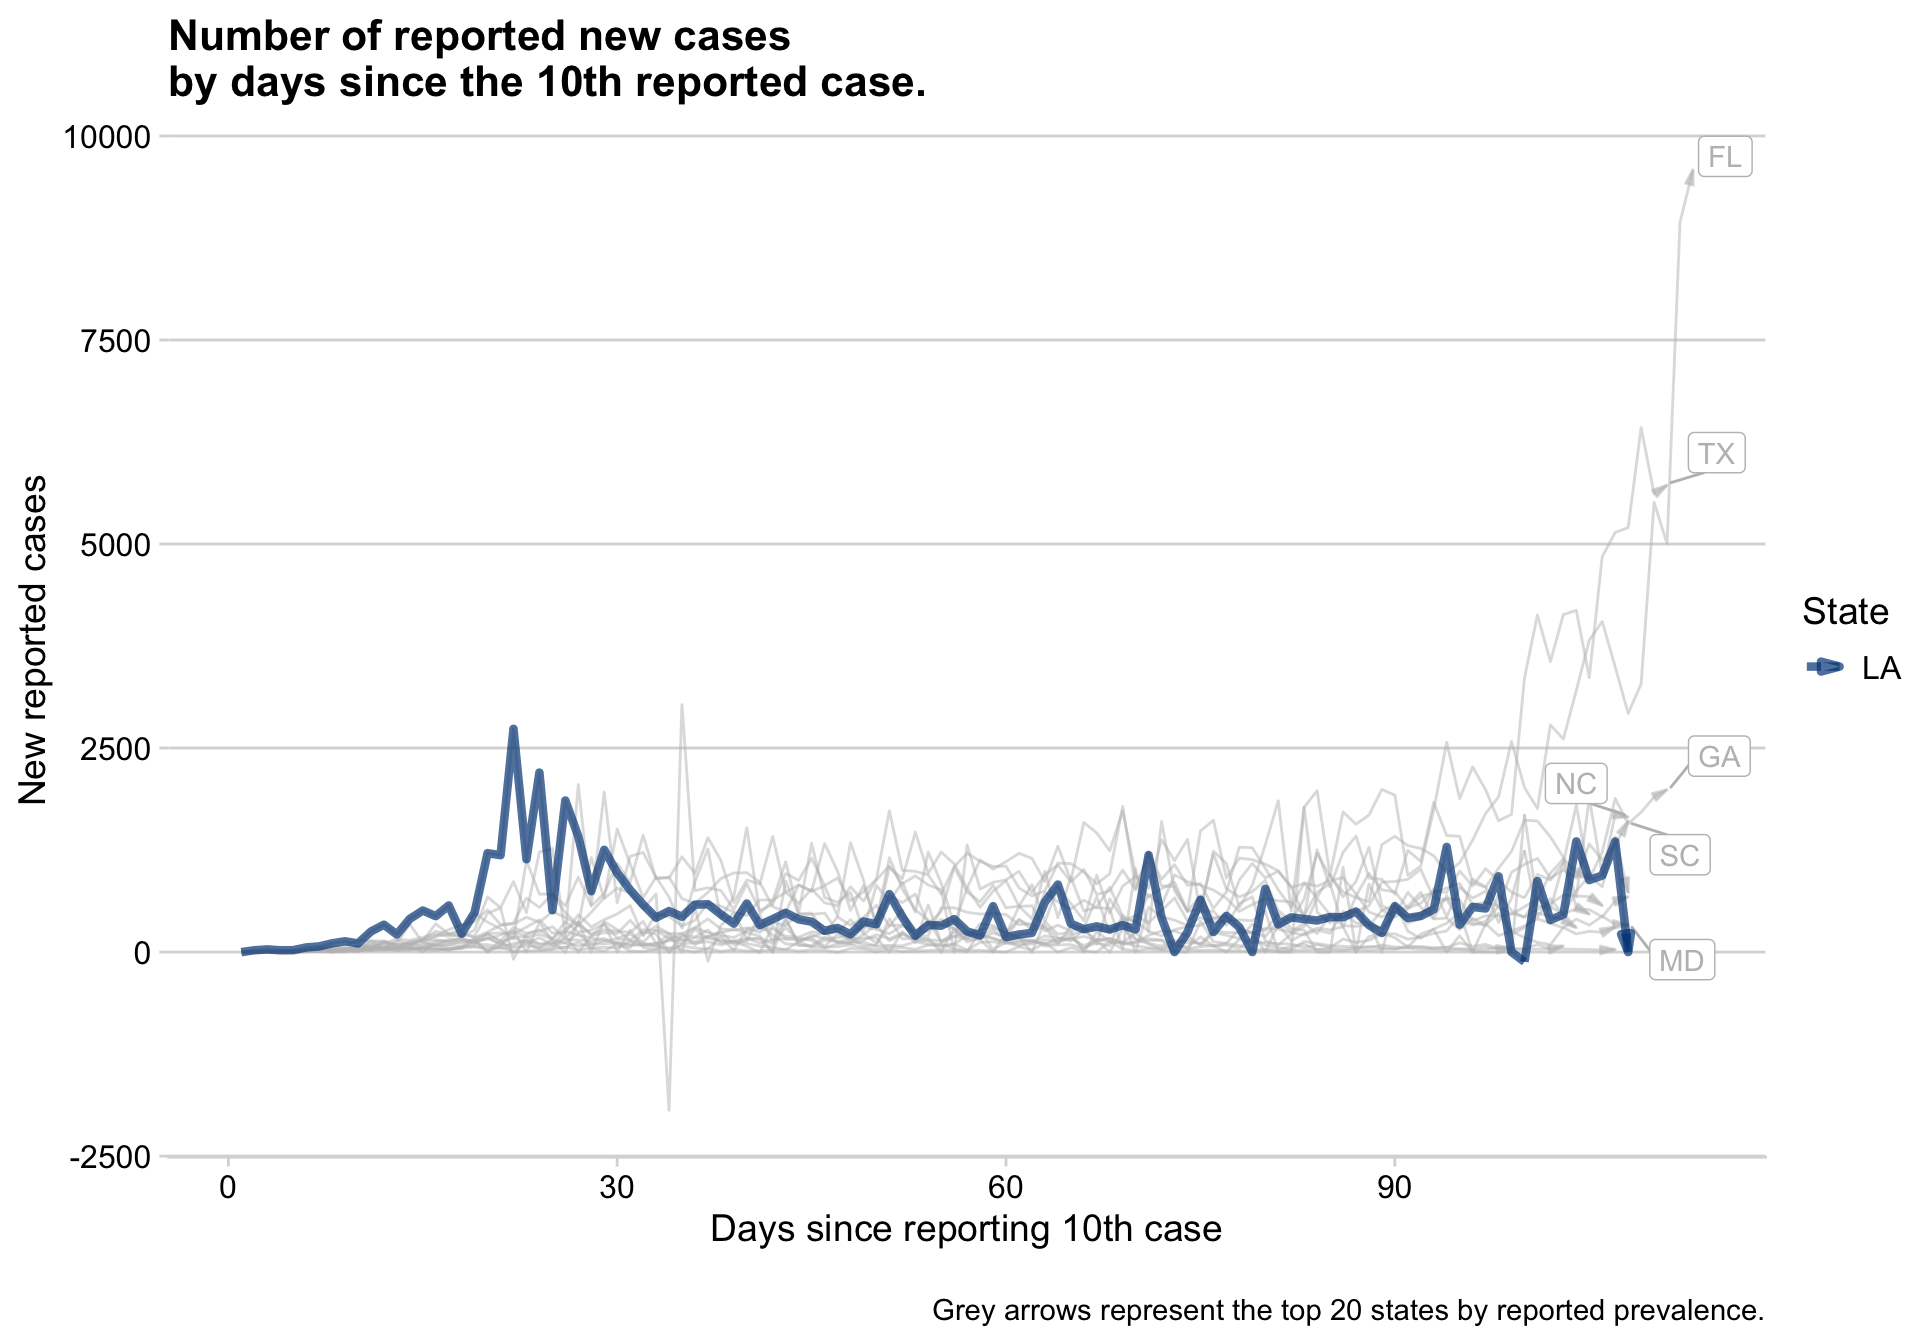 Number of reported new cases
by days since the 10th reported case.
10000
7500
5000
2500
0
-2500
New reported cases
FL
TX
GA
NC
SC
MD
State
LA
0 30 60 90
Days since reporting 10th case
Grey arrows represent the top 20 states by reported prevalence.